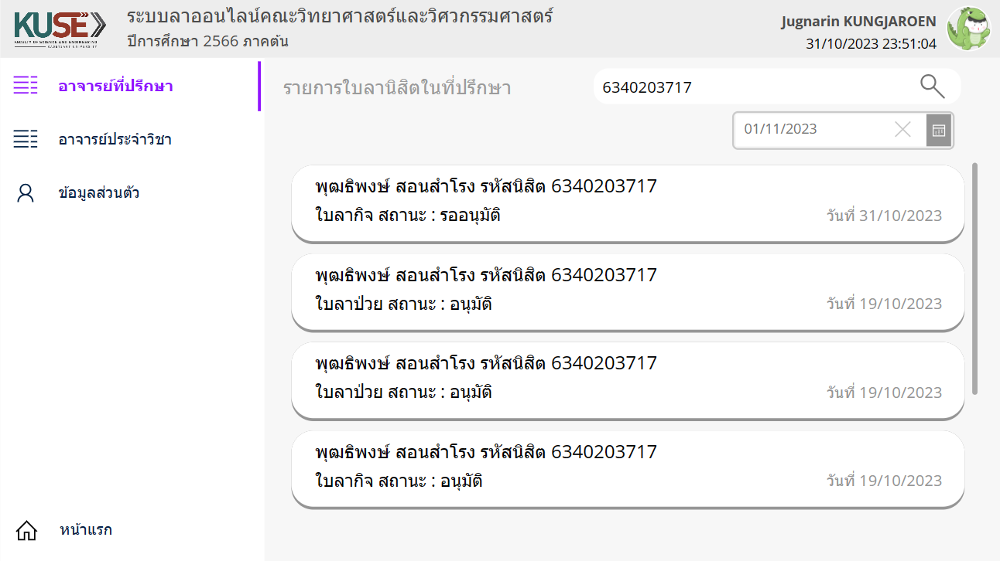 KUSE
FACULTY OF SCIENCE AND ENGINEERING
KASETSART UNIVERSITY
ระบบลาออนไลน์คณะวิทยาศาสตร์และวิศวกรรมศาสตร์
ปีการศึกษา 2566 ภาคต้น
Jugnarin KUNGJAROEN
31/10/2023 23:51:04
อาจารย์ที่ปรึกษา
อาจารย์ประจำวิชา
ข้อมูลส่วนตัว
หน้าแรก
รายการใบลานิสิตในที่ปรึกษา
6340203717
01/11/2023
พุฒธิพงษ์ สอนสำโรง รหัสนิสิต 6340203717
ใบลากิจ สถานะ : รออนุมัติ
วันที่ 31/10/2023
พุฒธิพงษ์ สอนสำโรง รหัสนิสิต 6340203717
ใบลาป่วย สถานะ : อนุมัติ
วันที่ 19/10/2023
พุฒธิพงษ์ สอนสำโรง รหัสนิสิต 6340203717
ใบลาป่วย สถานะ : อนุมัติ
วันที่ 19/10/2023
พุฒธิพงษ์ สอนสำโรง รหัสนิสิต 6340203717
ใบลากิจ สถานะ : อนุมัติ
วันที่ 19/10/2023